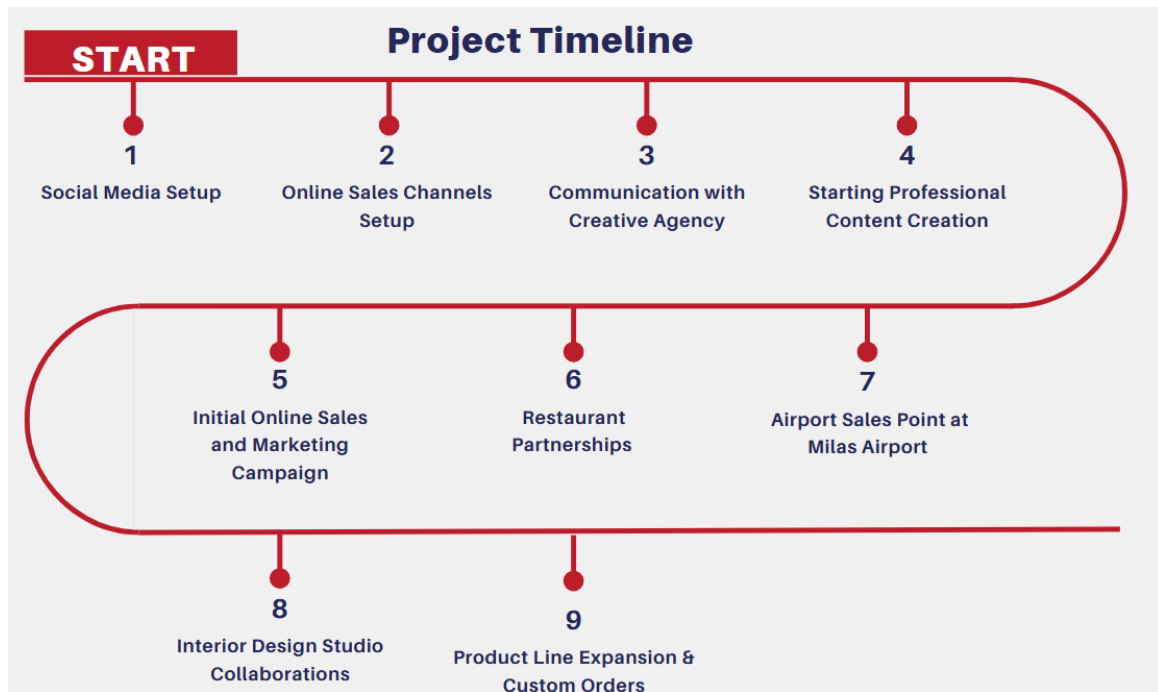 Project Timeline
START
1
Social Media Setup
2
Online Sales Channels
Setup
3
Communication with
Creative Agency
4
Starting Professional
Content Creation
5
Initial Online Sales
and Marketing
Campaign
6
Restaurant
Partnerships
7
Airport Sales Point at
Milas Airport
8
Interior Design Studio
Collaborations
9
Product Line Expansion &
Custom Orders